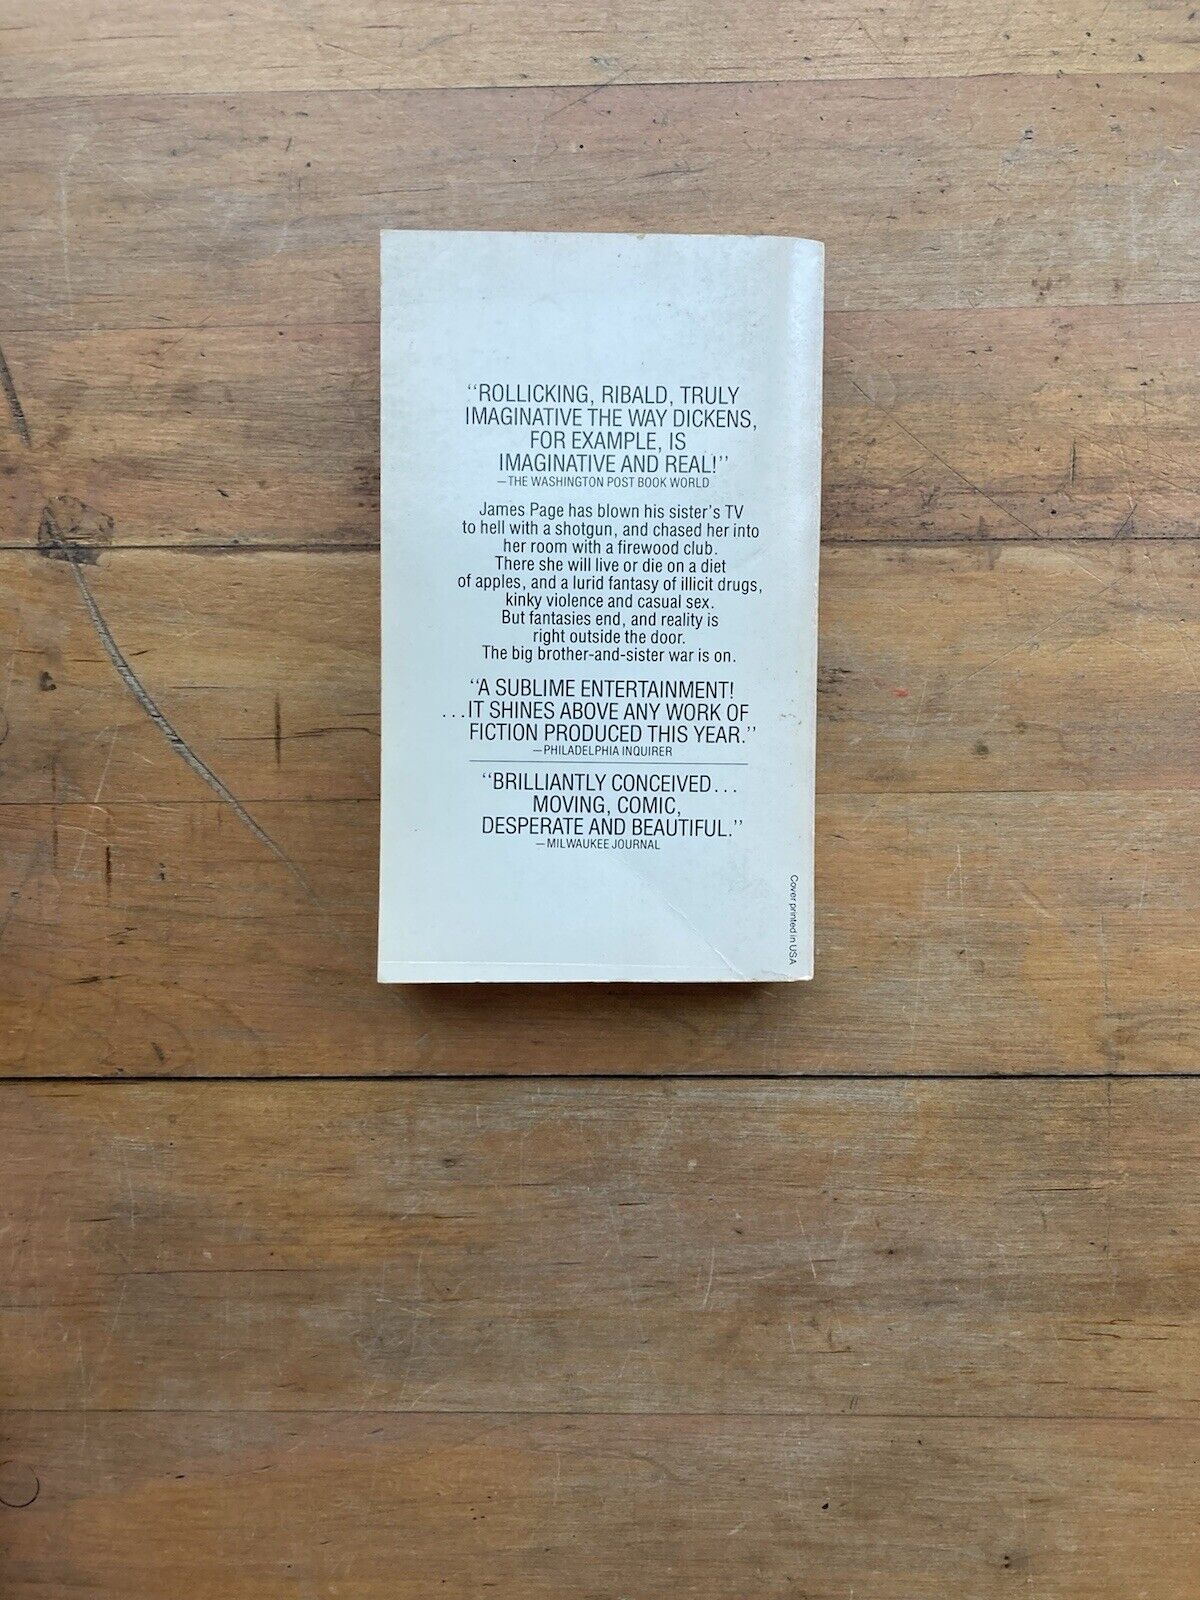 “ROLLICKING, RIBALD, TRULY
IMAGINATIVE THE WAY DICKENS,
FOR EXAMPLE, IS
IMAGINATIVE AND REAL!”
—THE WASHINGTON POST BOOK WORLD
James Page has blown his sister’s TV
to hell with a shotgun, and chased her into
her room with a firewood club.
There she will live or die on a diet
of apples, and a lurid fantasy of illicit drugs,
kinky violence and casual sex.
But fantasies end, and reality is
right outside the door.
The big brother-and-sister war is on.
“A SUBLIME ENTERTAINMENT!
...IT SHINES ABOVE ANY WORK OF
FICTION PRODUCED THIS YEAR.”
—PHILADELPHIA INQUIRER
“BRILLIANTLY CONCEIVED...
MOVING, COMIC,
DESPERATE AND BEAUTIFUL.”
—MILWAUKEE JOURNAL
Cover printed in USA